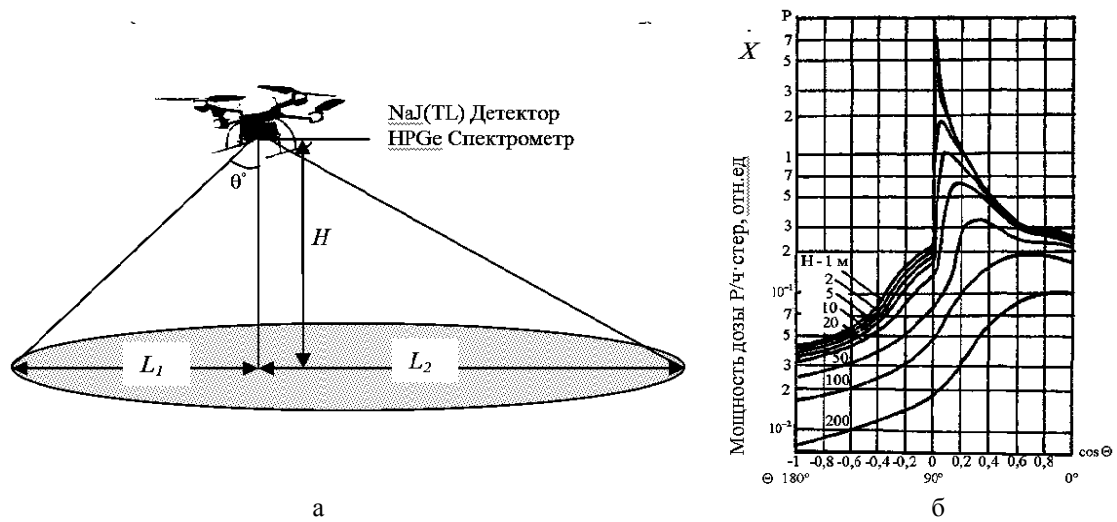 NaJ(TL) Детектор
HPGe Спектрометр
θ°
H
L1
L2
а
Ẋ
Мощность дозы Р/ч·стер, отн.ед
P
7
5
3
2
1
7
5
3
2
10⁻¹
7
5
3
2
10⁻²
H - 1 м
2
5
10
20
50
100
200
-1 -0,8 -0,6 -0,4 -0,2 0 0,2 0,4 0,6 0,8 cosΘ
Θ 180° 90° 0°
б